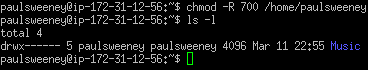 paulsweeney@ip-172-31-12-56:~$ chmod -R 700 /home/paulsweeney
paulsweeney@ip-172-31-12-56:~$ ls -l
total 4
drwx------ 5 paulsweeney paulsweeney 4096 Mar 11 22:55 Music
paulsweeney@ip-172-31-12-56:~$